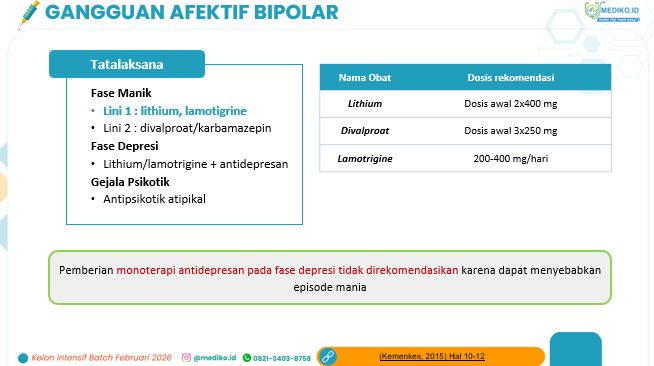 GANGGUAN AFEKTIF BIPOLAR
MEDIKO.ID
Tatalaksana
Fase Manik
• Lini 1 : lithium, lamotigrine
• Lini 2 : divalproat/karbamazepin
Fase Depresi
• Lithium/lamotrigine + antidepresan
Gejala Psikotik
• Antipsikotik atipikal
Nama Obat Dosis rekomendasi
Lithium Dosis awal 2x400 mg
Divalproat Dosis awal 3x250 mg
Lamotrigine 200-400 mg/hari
Pemberian monoterapi antidepresan pada fase depresi tidak direkomendasikan karena dapat menyebabkan
episode mania
Kelon Intensif Batch Februari 2026 @mediko.id 0821-3403-8758 (Kemenkes, 2015) Hal 10-12